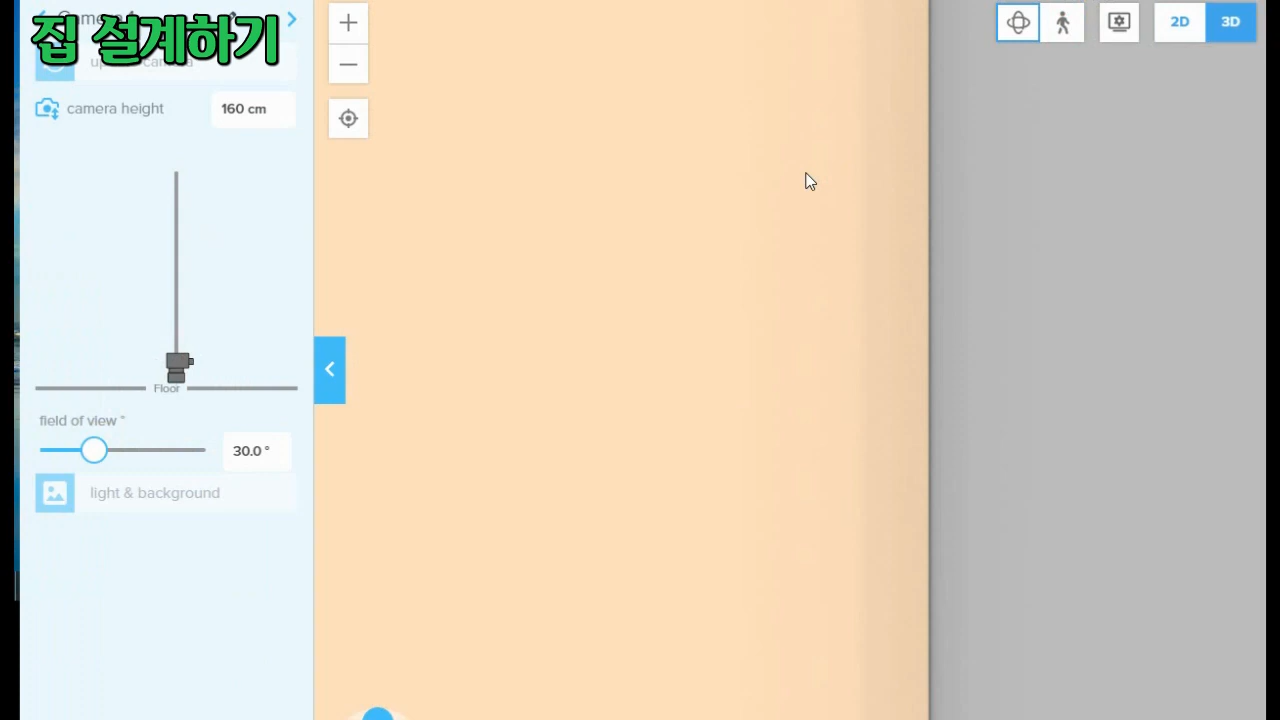 집 설계하기
2D
3D
camera height
160 cm
Floor
field of view °
30.0 °
light & background